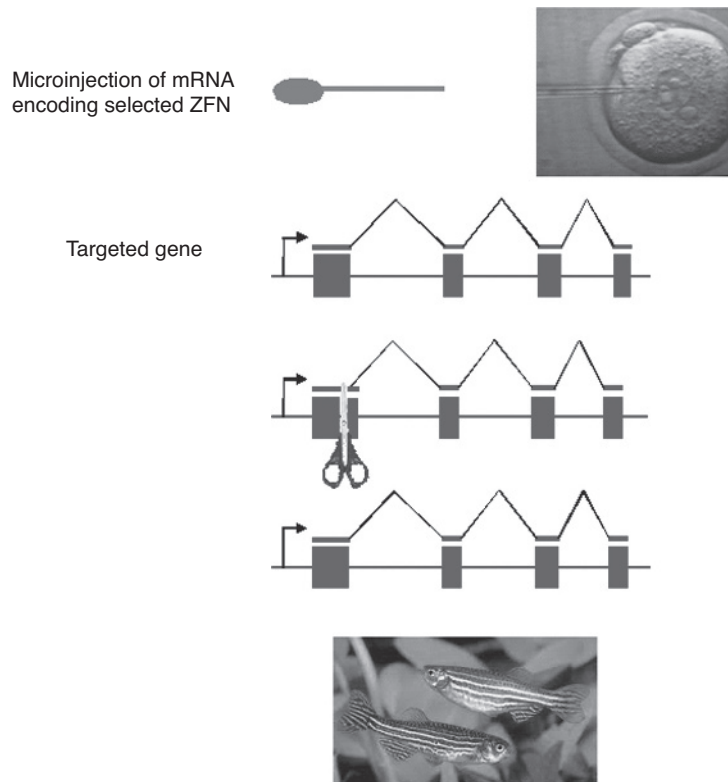 Microinjection of mRNA
encoding selected ZFN
Targeted gene